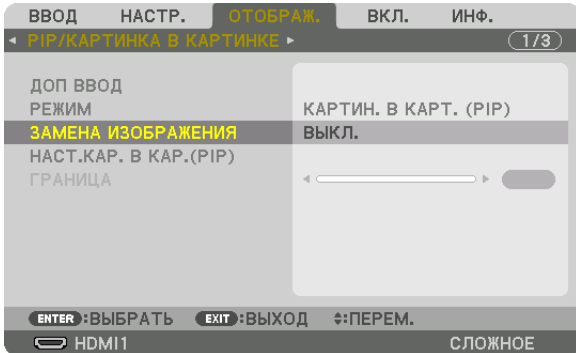 ВВОД НАСТР. ОТОБРАЖ. ВКЛ. ИНФ.
PIP/КАРТИНКА В КАРТИНКЕ 1/3
ДОП ВВОД
РЕЖИМ КАРТИН. В КАРТ. (PIP)
ЗАМЕНА ИЗОБРАЖЕНИЯ ВЫКЛ.
НАСТ.КАР. В КАР.(PIP)
ГРАНИЦА
ENTER :ВЫБРАТЬ EXIT :ВЫХОД :ПЕРЕМ.
HDMI1 СЛОЖНОЕ